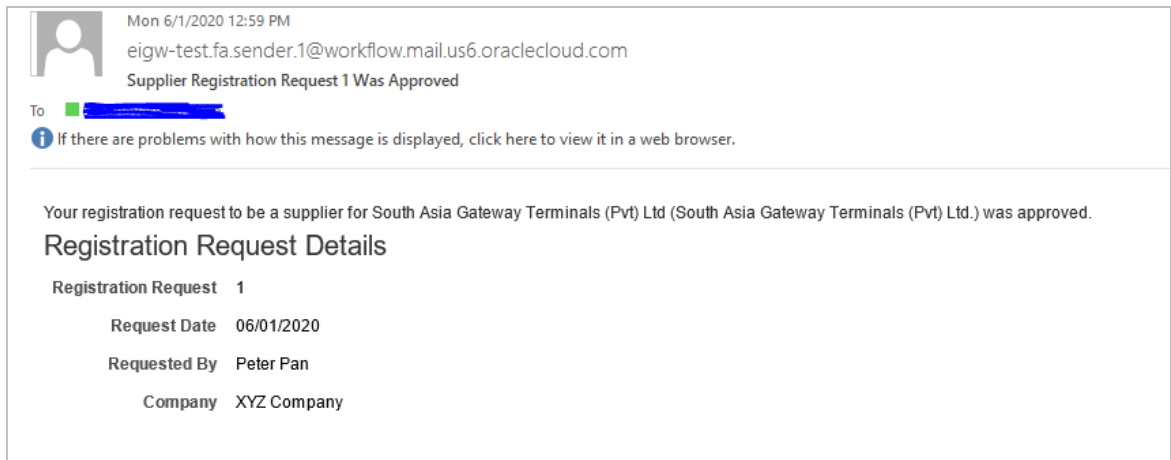 Mon 6/1/2020 12:59 PM
eigw-test.fa.sender.1@workflow.mail.us6.oraclecloud.com
Supplier Registration Request 1 Was Approved
To
If there are problems with how this message is displayed, click here to view it in a web browser.
Your registration request to be a supplier for South Asia Gateway Terminals (Pvt) Ltd (South Asia Gateway Terminals (Pvt) Ltd.) was approved.
Registration Request Details
Registration Request 1
Request Date 06/01/2020
Requested By Peter Pan
Company XYZ Company